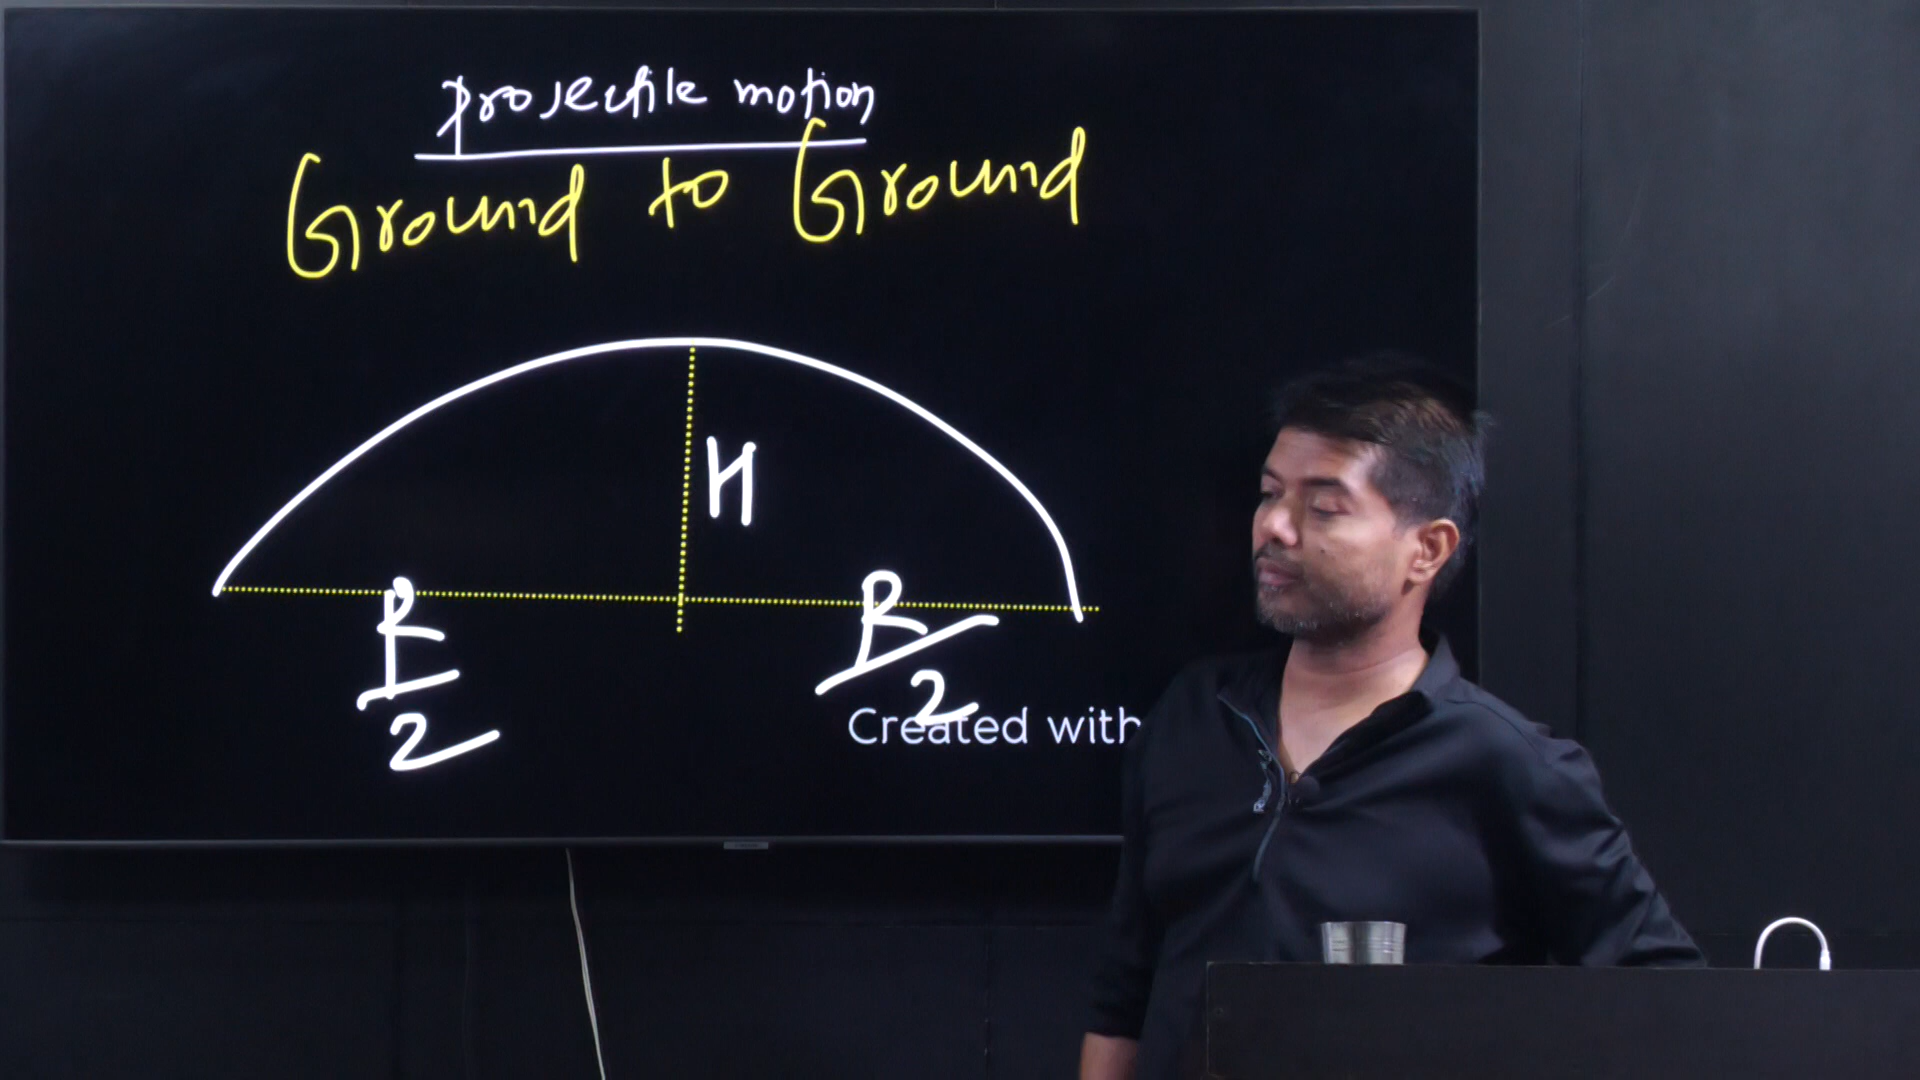 projectile motion
Ground to Ground
H
R/2
R/2
Created with